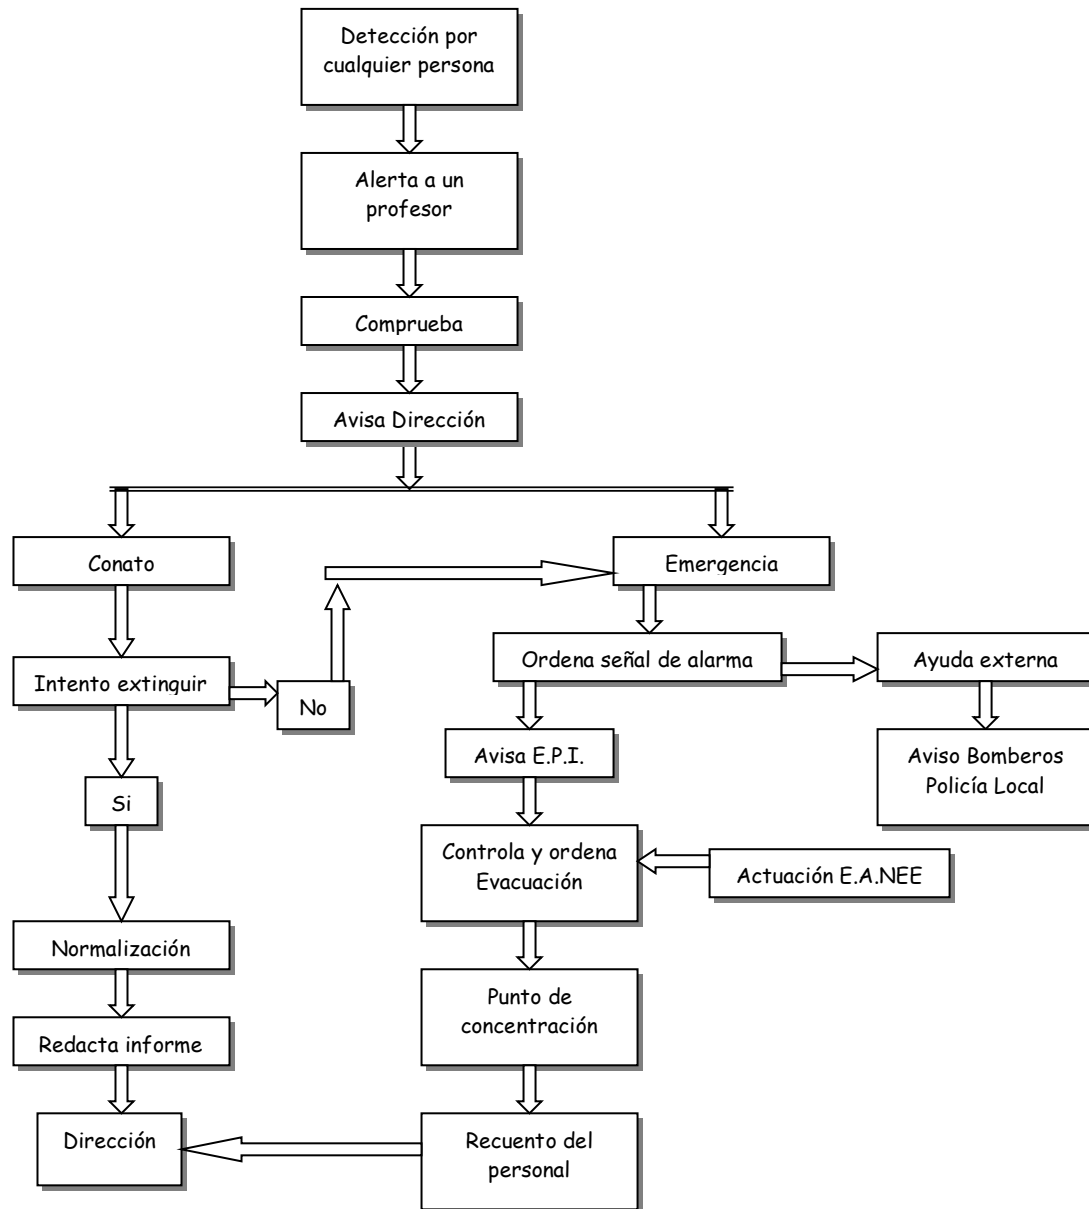 Detección por
cualquier persona
Alerta a un
profesor
Comprueba
Avisa Dirección
Conato
Emergencia
Intento extinguir
No
Ordena señal de alarma
Ayuda externa
Avisa E.P.I.
Aviso Bomberos
Policía Local
Si
Controla y ordena
Evacuación
Actuación E.A.NEE
Normalización
Punto de
concentración
Redacta informe
Dirección
Recuento del
personal